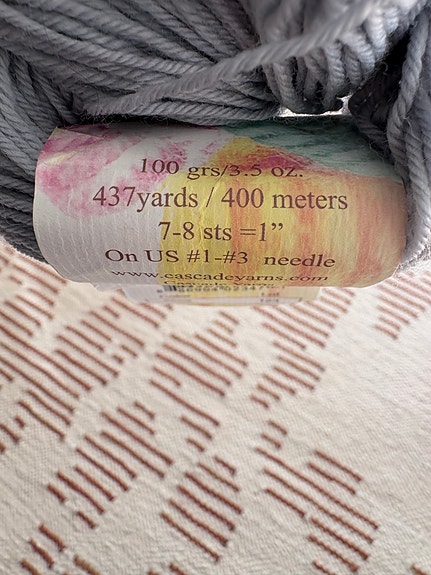 100 grs/3.5 oz.
437yards / 400 meters
7-8 sts =1”
On US #1-#3 needle
www.cascadeyarns.com